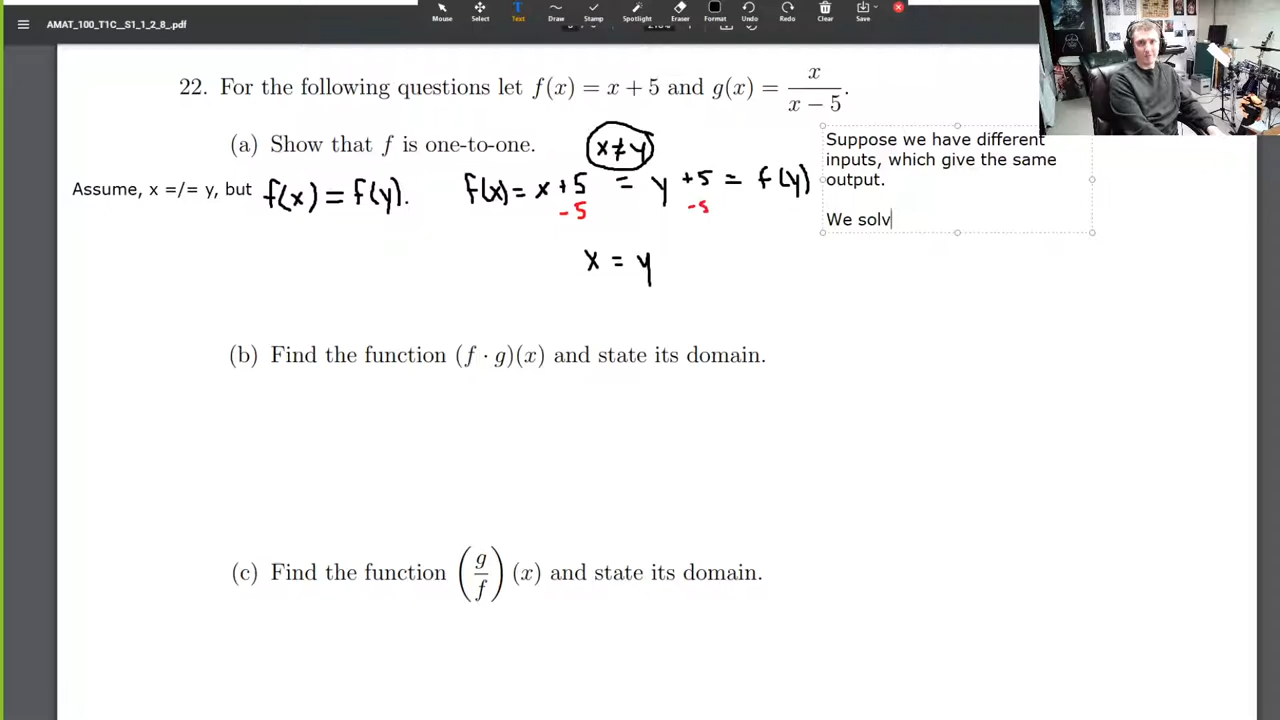 AMAT_100_T1C__S1_1_2_8_.pdf
Mouse Select Text Draw Stamp Spotlight Eraser Format Undo Redo Clear Save
22. For the following questions let f(x) = x + 5 and g(x) = x / (x − 5).
(a) Show that f is one-to-one.
x ≠ y
Assume, x =/= y, but f(x) = f(y).
f(x) = x + 5 = y + 5 = f(y)
-5 -5
x = y
Suppose we have different
inputs, which give the same
output.
We solv
(b) Find the function (f · g)(x) and state its domain.
(c) Find the function (g/f)(x) and state its domain.